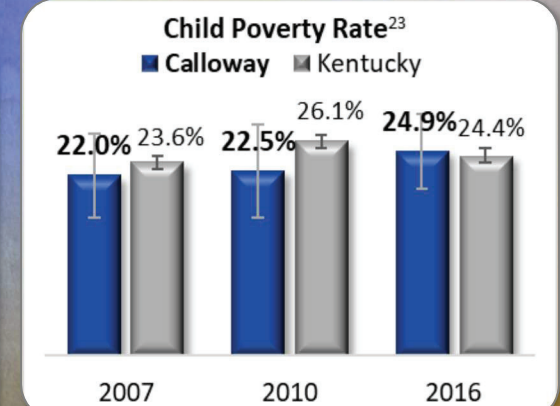 Child Poverty Rate23
Calloway Kentucky
22.0% 23.6% 22.5% 26.1% 24.9% 24.4%
2007 2010 2016